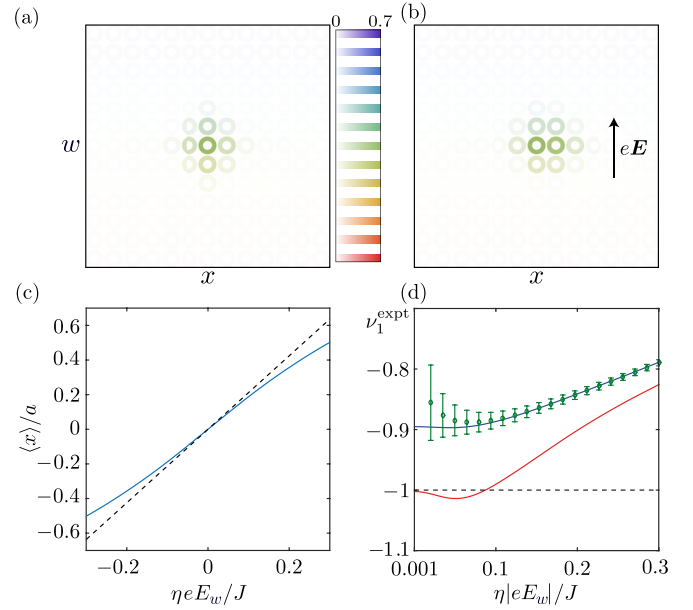 (a)
0 0.7
(b)
w
eE
x
x
(c)
(d)
0.6
0.4
0.2
0
−0.2
−0.4
−0.6
⟨x⟩/a
−0.2 0 0.2
ηeE_w/J
ν₁^expt
−0.8
−0.9
−1
−1.1
0.001 0.1 0.2 0.3
η|eE_w|/J